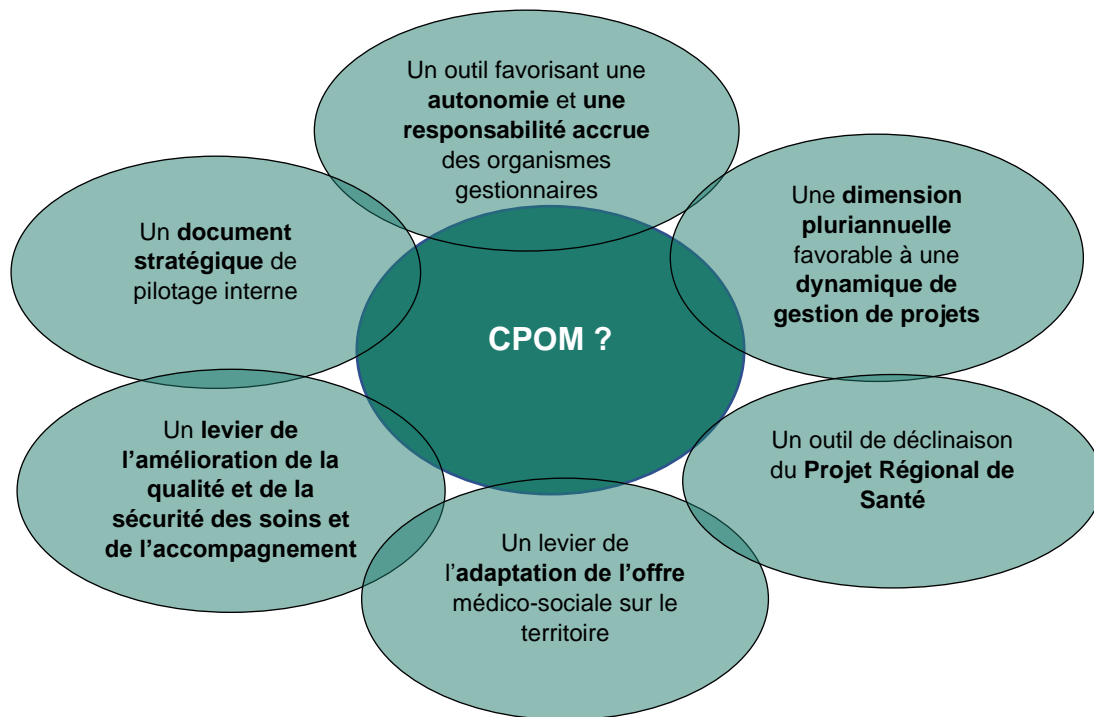 Un outil favorisant une
autonomie et une
responsabilité accrue
des organismes
gestionnaires
Une dimension
pluriannuelle
favorable à une
dynamique de
gestion de projets
Un document
stratégique de
pilotage interne
CPOM ?
Un levier de
l’amélioration de la
qualité et de la
sécurité des soins et
de l’accompagnement
Un outil de déclinaison
du Projet Régional de
Santé
Un levier de
l’adaptation de l’offre
médico-sociale sur le
territoire